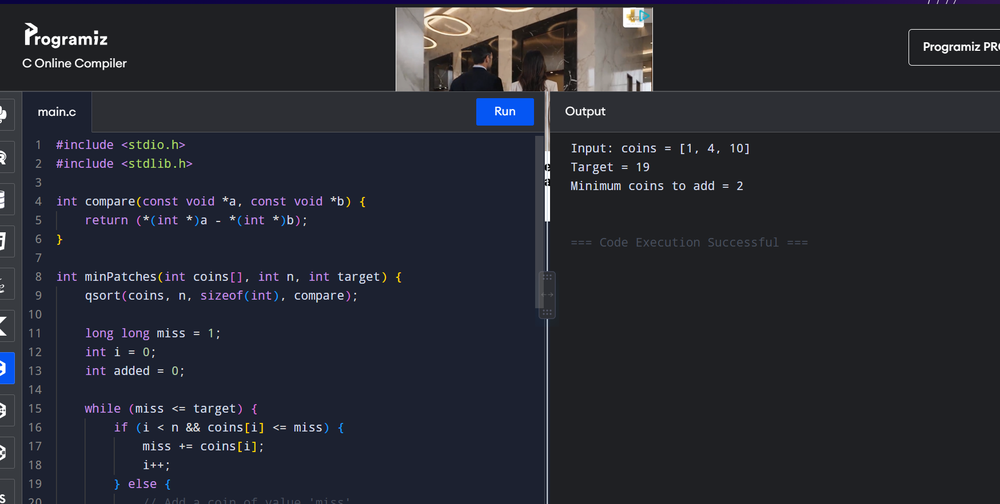 Programiz
C Online Compiler
Programiz PRO
main.c
Run
Output
1 #include <stdio.h>
2 #include <stdlib.h>
3
4 int compare(const void *a, const void *b) {
5 return (*(int *)a - *(int *)b);
6 }
7
8 int minPatches(int coins[], int n, int target) {
9 qsort(coins, n, sizeof(int), compare);
10
11 long long miss = 1;
12 int i = 0;
13 int added = 0;
14
15 while (miss <= target) {
16 if (i < n && coins[i] <= miss) {
17 miss += coins[i];
18 i++;
19 } else {
20 // Add a coin of value 'miss'
Input: coins = [1, 4, 10]
Target = 19
Minimum coins to add = 2
=== Code Execution Successful ===